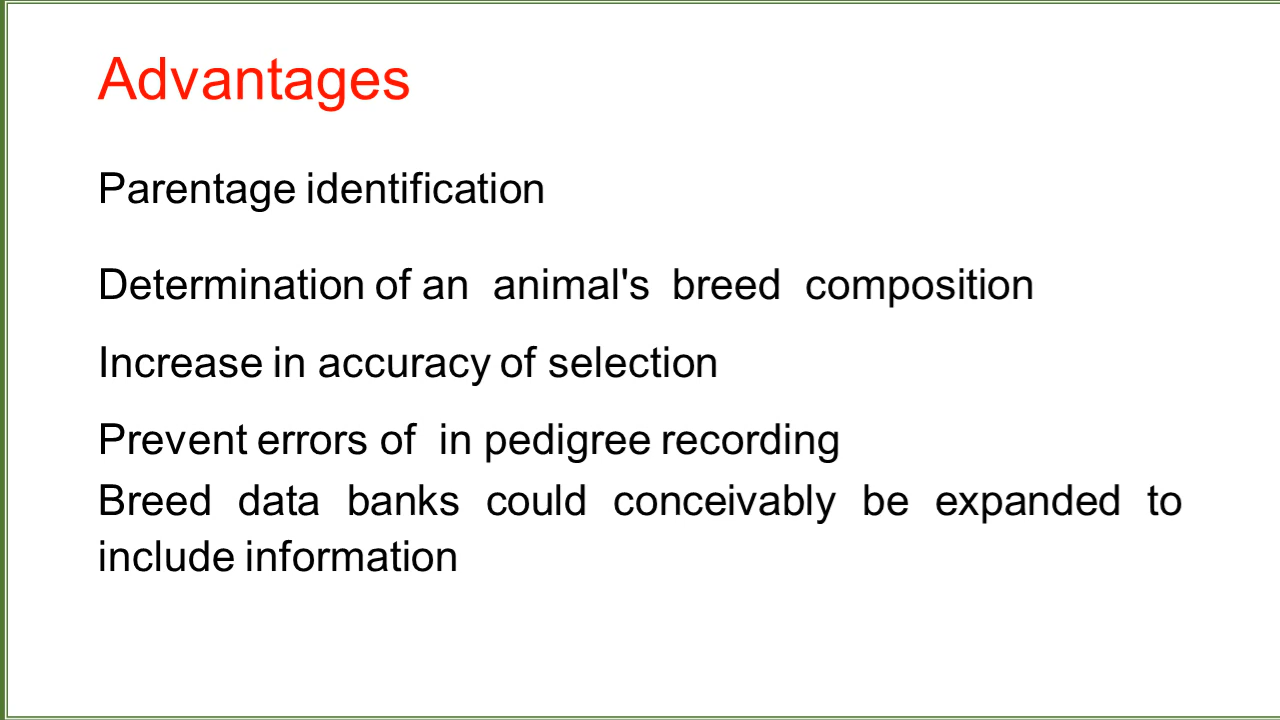 Advantages
Parentage identification
Determination of an animal's breed composition
Increase in accuracy of selection
Prevent errors of in pedigree recording
Breed data banks could conceivably be expanded to
include information